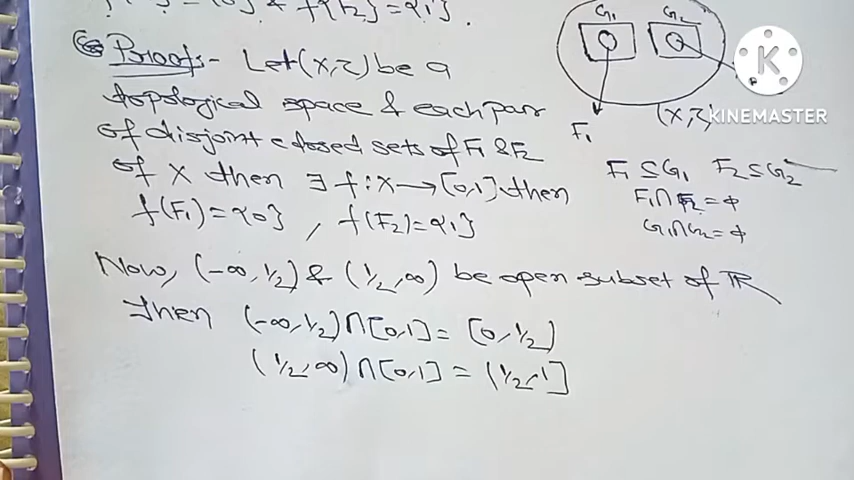 & f(F2) = {1}.
Proof:- Let (X,τ) be a
topological space & each pair
of disjoint closed sets of F1 & F2
of X then ∃ f:X→[0,1] then
f(F1)={0}, f(F2)={1}
G1 G2
F1
(X,τ)
KINEMASTER
F1⊆G1 F2⊆G2
F1∩F2=φ
G1∩G2=φ
Now, (-∞,1/2) & (1/2,∞) be open subset of IR
then (-∞,1/2)∩[0,1] = [0,1/2)
(1/2,∞)∩[0,1] = (1/2,1]